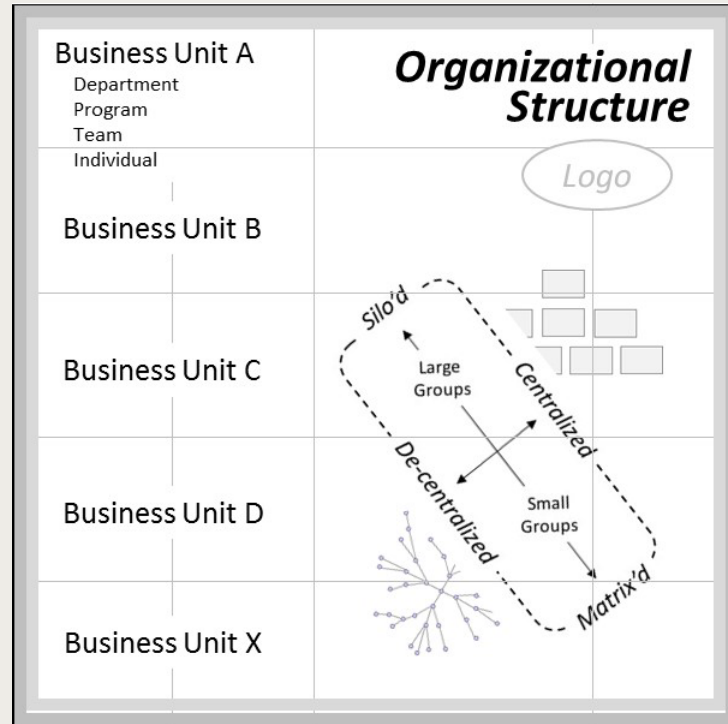 Business Unit A
Department
Program
Team
Individual
Organizational
Structure
Logo
Business Unit B
Silo'd
Business Unit C
Large
Groups
Centralized
De-centralized
Business Unit D
Small
Groups
Matrix'd
Business Unit X